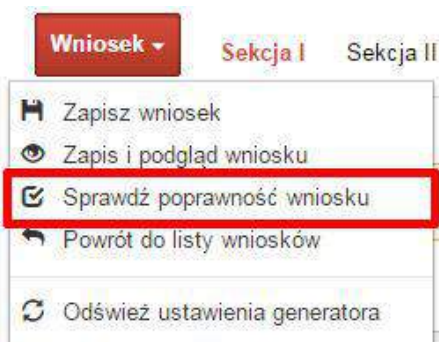 Wniosek Sekcja I Sekcja II
Zapisz wniosek
Zapis i podgląd wniosku
Sprawdź poprawność wniosku
Powrót do listy wniosków
Odśwież ustawienia generatora